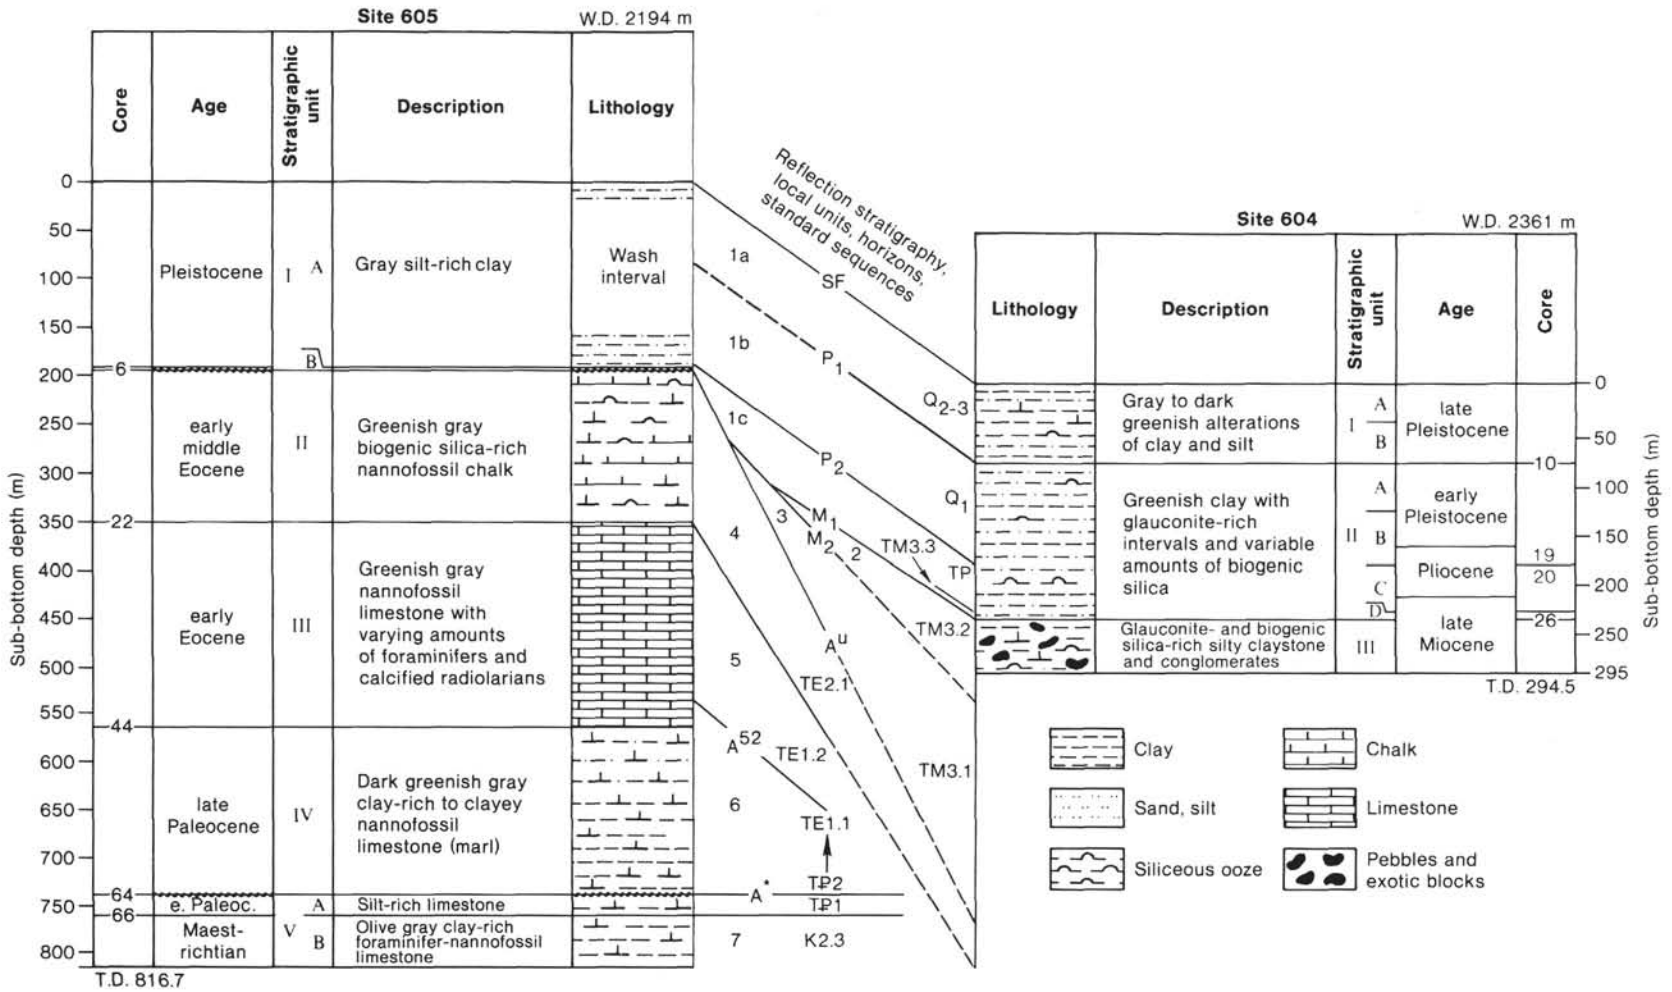 Site 605
W.D. 2194 m
Core
Age
Stratigraphic
unit
Description
Lithology
Sub-bottom depth (m)
0
50
100
150
200
250
300
350
400
450
500
550
600
650
700
750
800
6
22
44
64
66
Pleistocene
I A
Gray silt-rich clay
Wash
interval
B
early
middle
Eocene
II
Greenish gray
biogenic silica-rich
nannofossil chalk
early
Eocene
III
Greenish gray
nannofossil
limestone with
varying amounts
of foraminifers and
calcified radiolarians
late
Paleocene
IV
Dark greenish gray
clay-rich to clayey
nannofossil
limestone (marl)
e. Paleoc.
A
Silt-rich limestone
V
Maest-
richtian
B
Olive gray clay-rich
foraminifer-nannofossil
limestone
T.D. 816.7
Reflection stratigraphy,
local units, horizons,
standard sequences
1a
SF
1b
P1
Q2-3
1c
P2
Q1
3
M1
M2
2
TM3.3
TP
4
TM3.2
Au
5
TE2.1
A52
TE1.2
TM3.1
6
TE1.1
TP2
A*
TP1
7
K2.3
Site 604
W.D. 2361 m
Lithology
Description
Stratigraphic
unit
Age
Core
0
50
100
150
200
250
295
Sub-bottom depth (m)
Gray to dark
greenish alterations
of clay and silt
I
A
B
late
Pleistocene
10
Greenish clay with
glauconite-rich
intervals and variable
amounts of biogenic
silica
II
A
B
C
D
early
Pleistocene
19
Pliocene
20
26
Glauconite- and biogenic
silica-rich silty claystone
and conglomerates
III
late
Miocene
T.D. 294.5
Clay
Chalk
Sand, silt
Limestone
Siliceous ooze
Pebbles and
exotic blocks